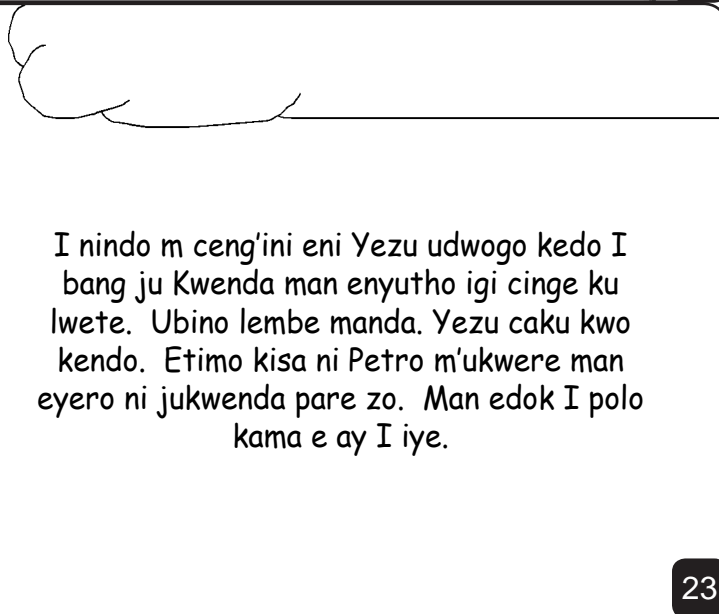 I nindo m ceng'ini eni Yezu udwogo kedo I
bang ju Kwenda man enyutho igi cinge ku
lwete.  Ubino lembe manda. Yezu caku kwo
kendo.  Etimo kisa ni Petro m'ukwere man
eyero ni jukwenda pare zo.  Man edok I polo
kama e ay I iye.
23